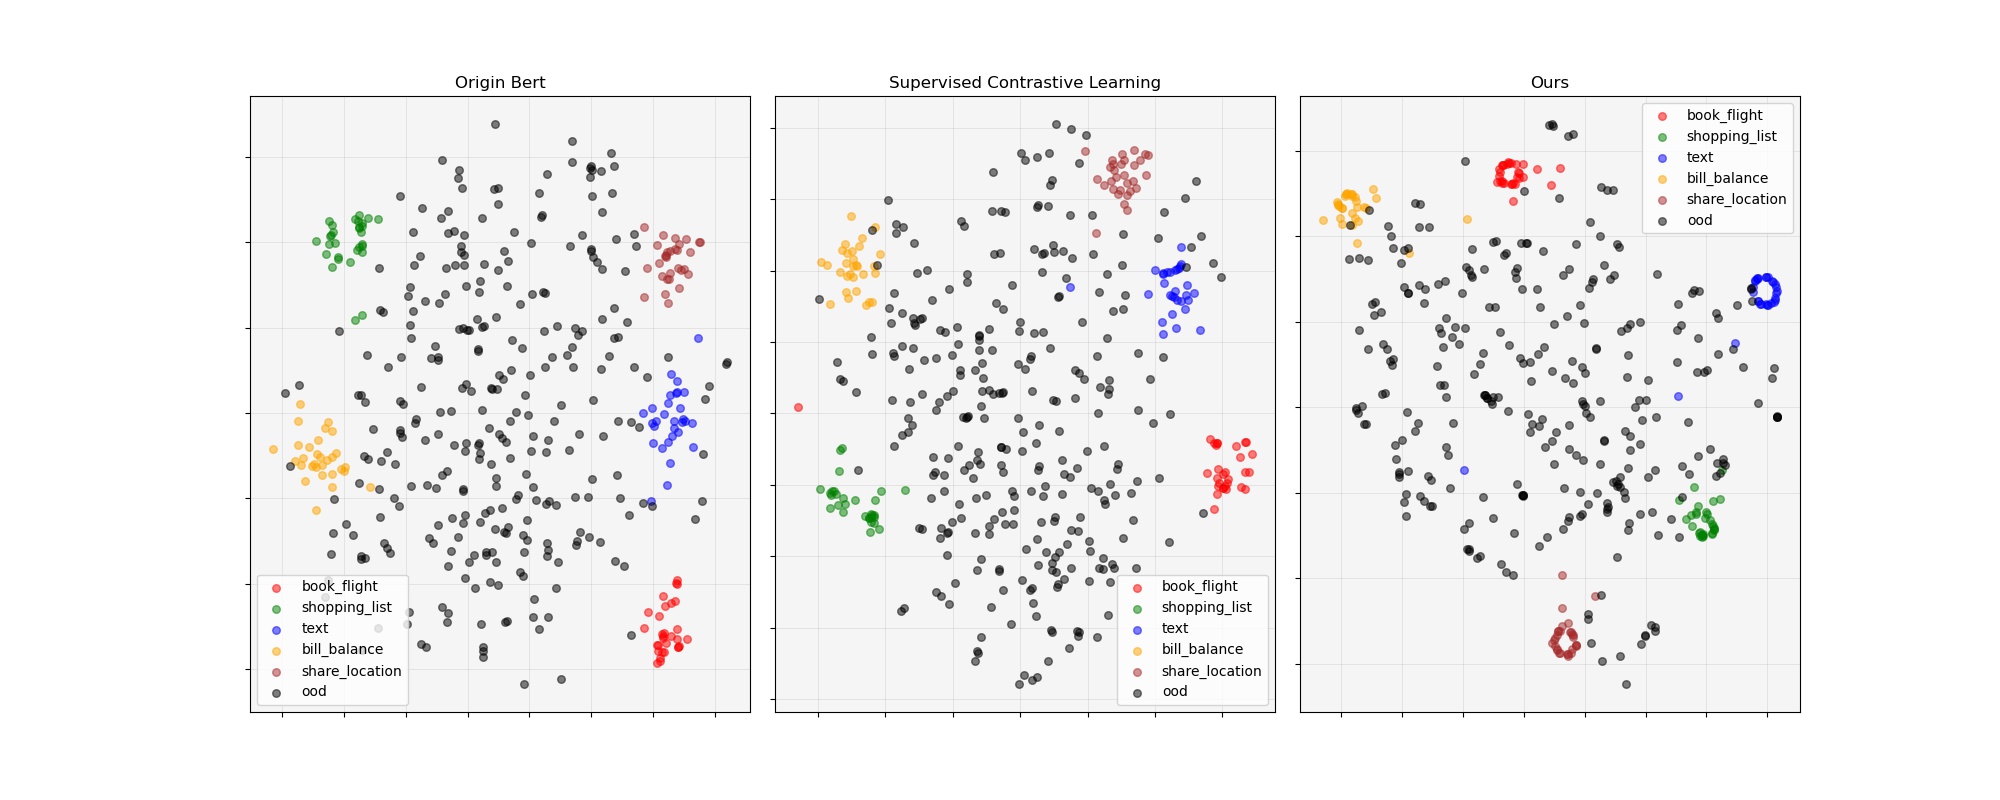 Origin Bert
book_flight
shopping_list
text
bill_balance
share_location
ood
Supervised Contrastive Learning
book_flight
shopping_list
text
bill_balance
share_location
ood
Ours
book_flight
shopping_list
text
bill_balance
share_location
ood